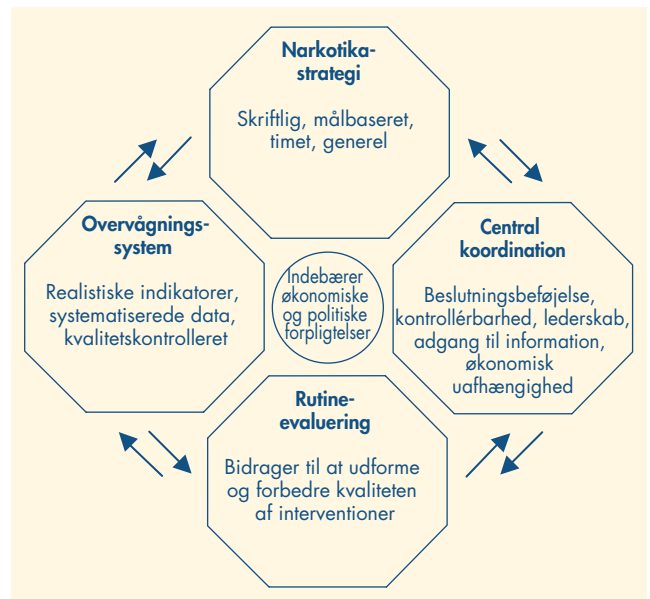 Narkotika-
strategi
Skriftlig, målbaseret,
timet, generel
Overvågnings-
system
Realistiske indikatorer,
systematiserede data,
kvalitetskontrolleret
Indebærer
økonomiske
og politiske
forpligtelser
Central
koordination
Beslutningsbeføjelse,
kontrollérbarhed, lederskab,
adgang til information,
økonomisk
uafhængighed
Rutine-
evaluering
Bidrager til at udforme
og forbedre kvaliteten
af interventioner